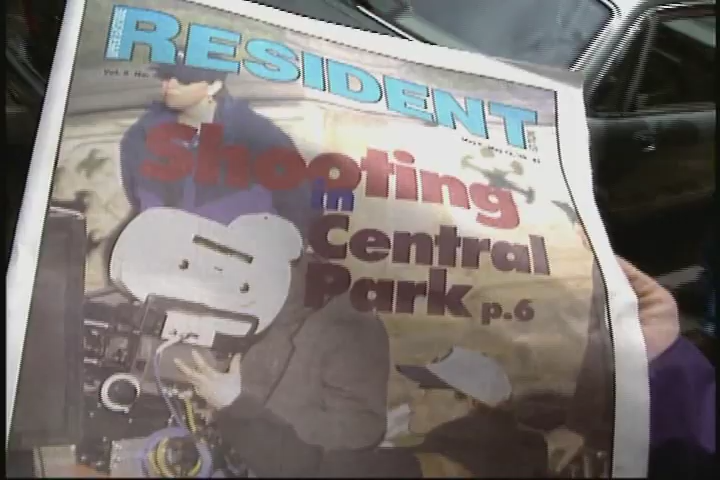 RESIDENT
Shooting
in
Central
Park p.6